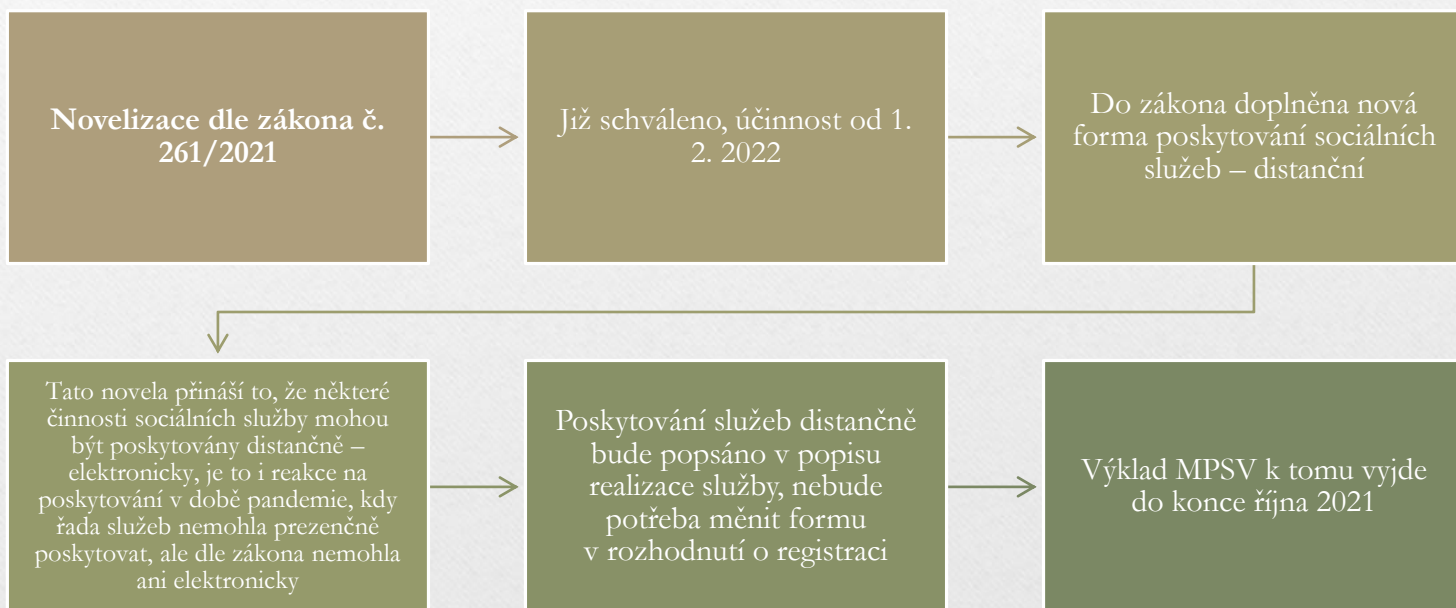 Novelizace dle zákona č.
261/2021
Již schváleno, účinnost od 1.
2. 2022
Do zákona doplněna nová
forma poskytování sociálních
služeb – distanční
Tato novela přináší to, že některé
činnosti sociálních služby mohou
být poskytovány distančně –
elektronicky, je to i reakce na
poskytování v době pandemie, kdy
řada služeb nemohla prezenčně
poskytovat, ale dle zákona nemohla
ani elektronicky
Poskytování služeb distančně
bude popsáno v popisu
realizace služby, nebude
potřeba měnit formu
v rozhodnutí o registraci
Výklad MPSV k tomu vyjde
do konce října 2021